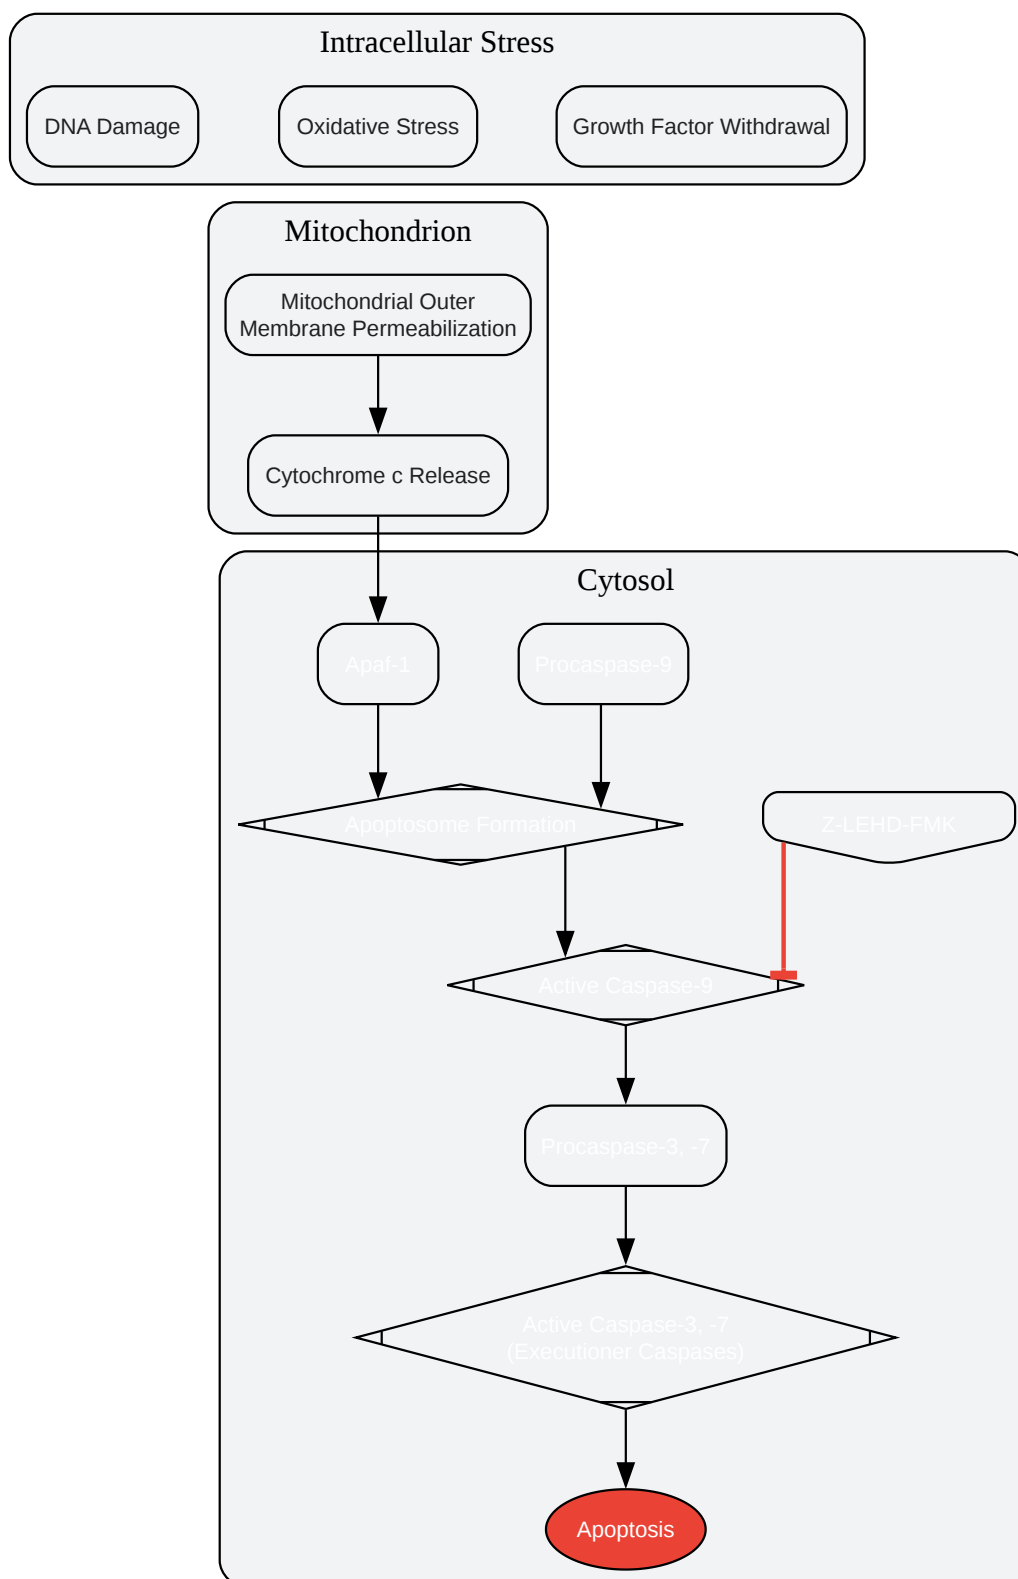 Intracellular Stress
DNA Damage
Oxidative Stress
Growth Factor Withdrawal
Mitochondrion
Mitochondrial Outer
Membrane Permeabilization
Cytochrome c Release
Cytosol
Apaf-1
Procaspase-9
Apoptosome Formation
Z-LEHD-FMK
Active Caspase-9
Procaspase-3, -7
Active Caspase-3, -7
(Executioner Caspases)
Apoptosis